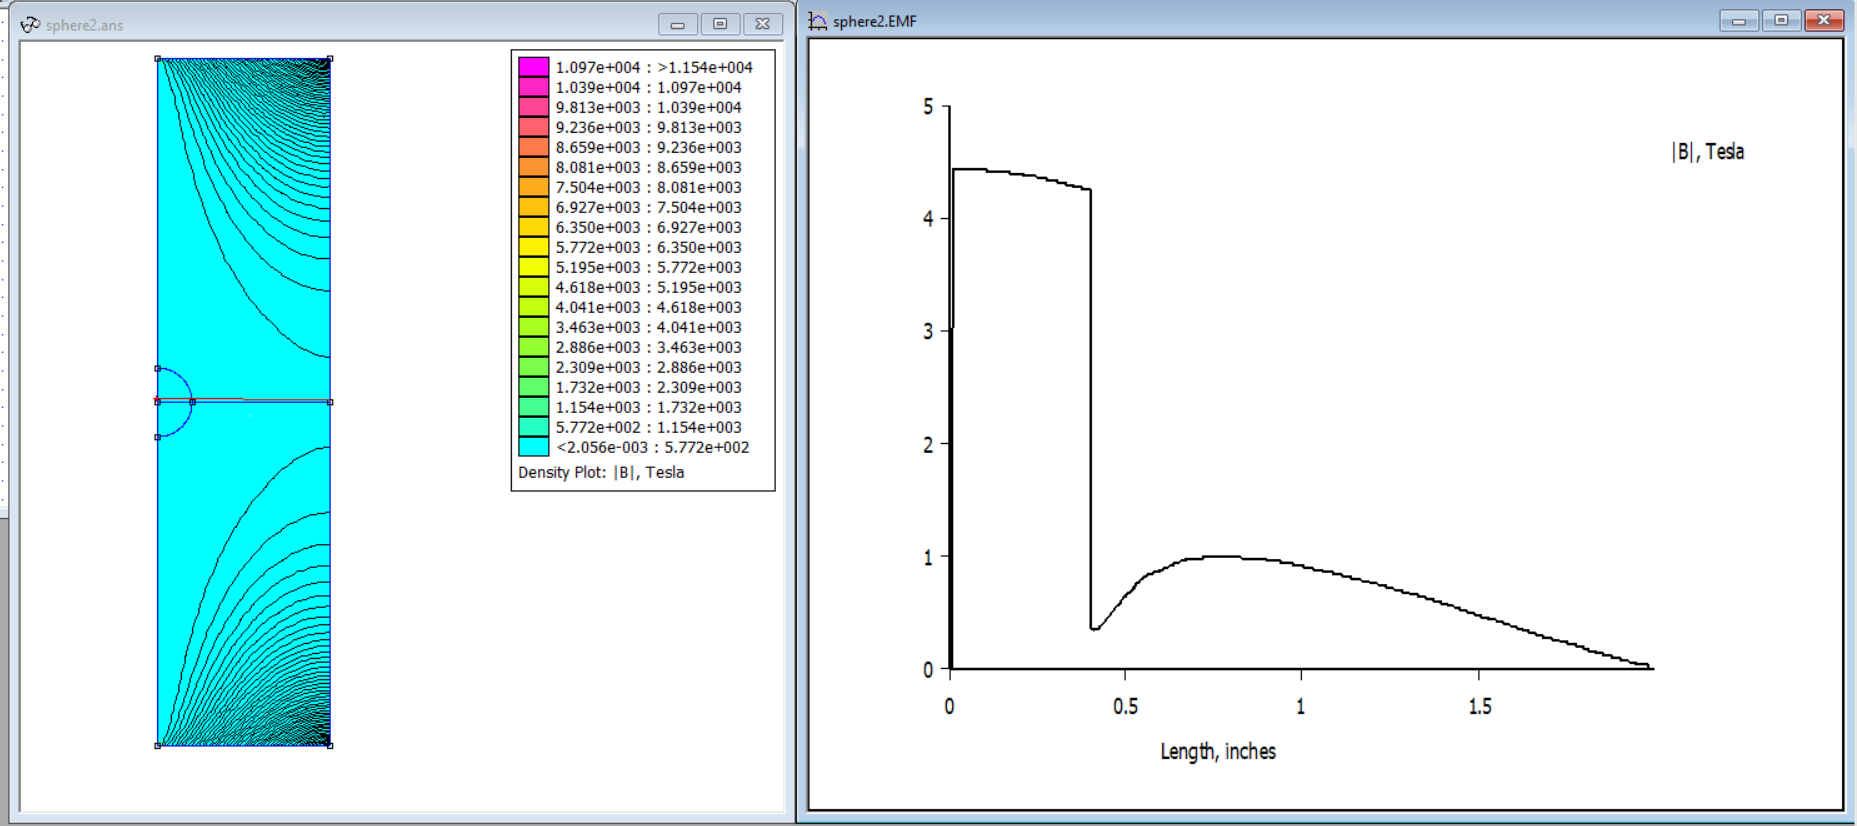 sphere2.ans
1.097e+004 : >1.154e+004
1.039e+004 : 1.097e+004
9.813e+003 : 1.039e+004
9.236e+003 : 9.813e+003
8.659e+003 : 9.236e+003
8.081e+003 : 8.659e+003
7.504e+003 : 8.081e+003
6.927e+003 : 7.504e+003
6.350e+003 : 6.927e+003
5.772e+003 : 6.350e+003
5.195e+003 : 5.772e+003
4.618e+003 : 5.195e+003
4.041e+003 : 4.618e+003
3.463e+003 : 4.041e+003
2.886e+003 : 3.463e+003
2.309e+003 : 2.886e+003
1.732e+003 : 2.309e+003
1.154e+003 : 1.732e+003
5.772e+002 : 1.154e+003
<2.056e-003 : 5.772e+002
Density Plot: |B|, Tesla
sphere2.EMF
5
|B|, Tesla
4
3
2
1
0
0 0.5 1 1.5
Length, inches